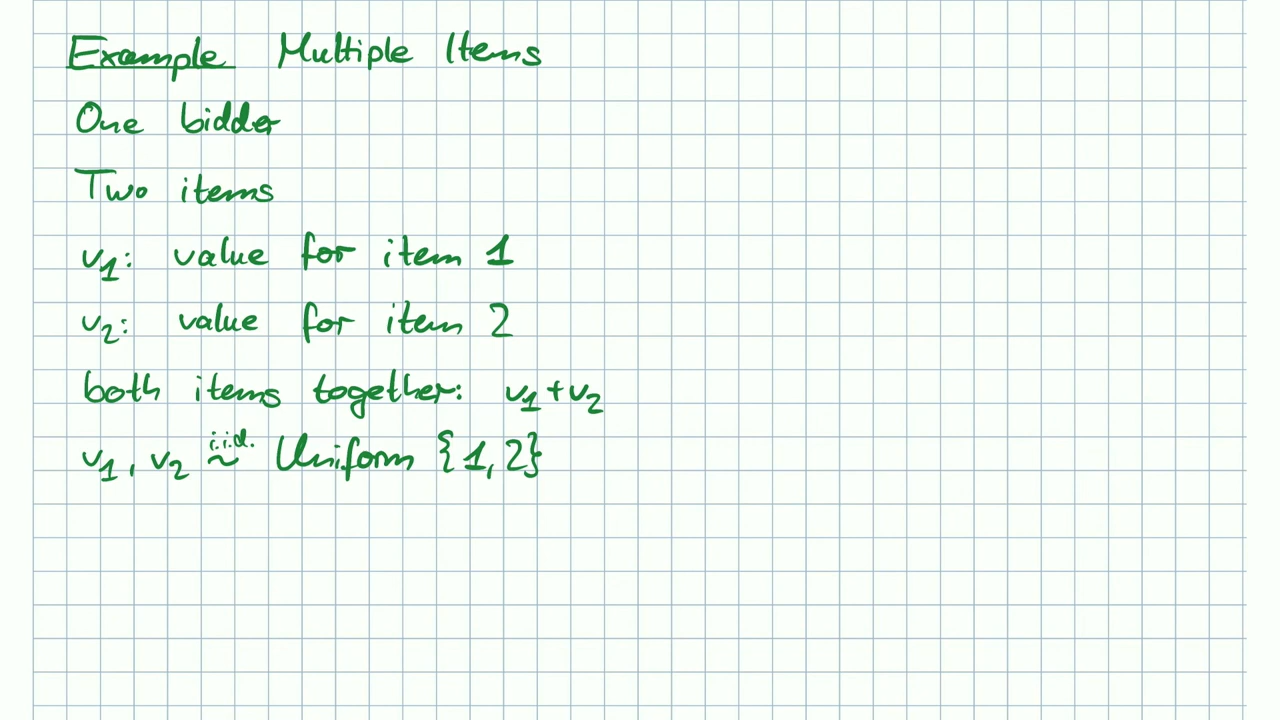 Example Multiple Items
One bidder
Two items
v₁: value for item 1
v₂: value for item 2
both items together: v₁+v₂
v₁, v₂ i.i.d. ~ Uniform {1,2}